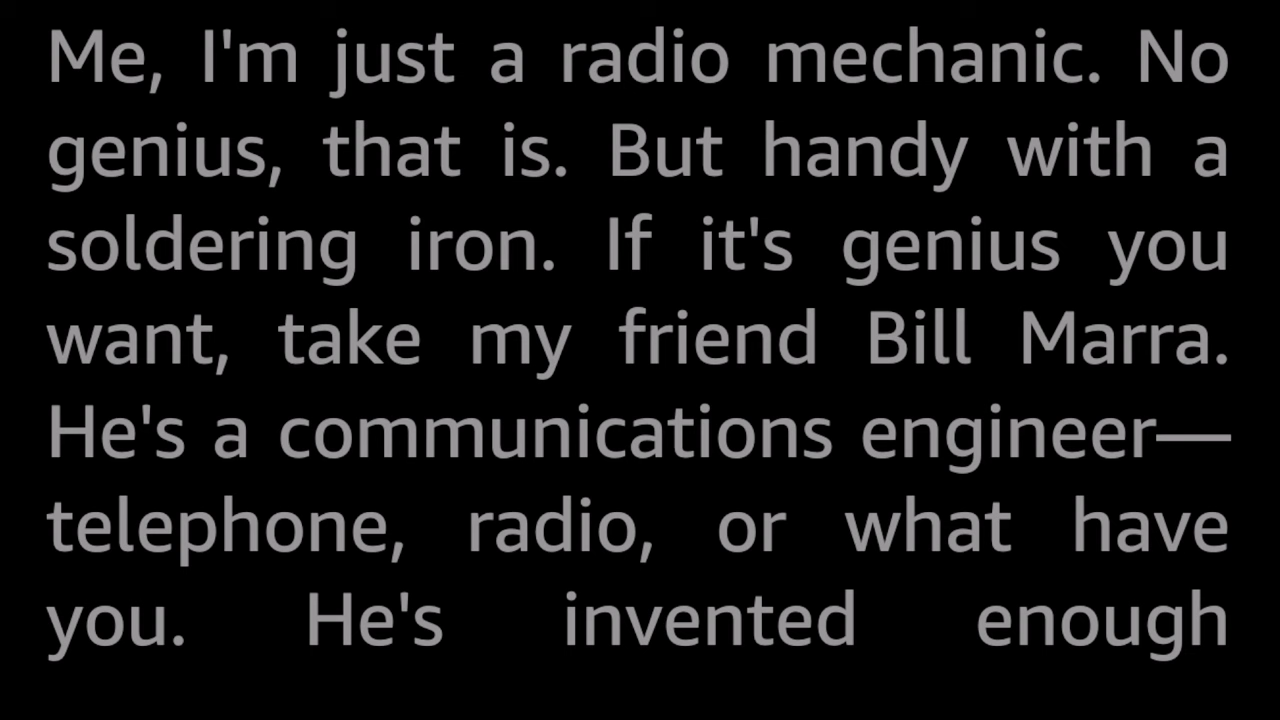 Me, I'm just a radio mechanic. No
genius, that is. But handy with a
soldering iron. If it's genius you
want, take my friend Bill Marra.
He's a communications engineer—
telephone, radio, or what have
you. He's invented enough